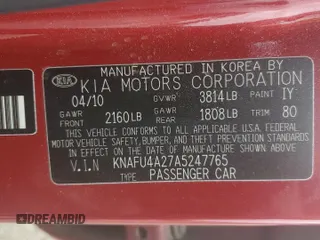 MANUFACTURED IN KOREA BY
KIA KIA MOTORS CORPORATION
04/10 GVWR 3814LB PAINT IY
GAWR FRONT 2160LB GAWR REAR 1808LB TRIM 80
THIS VEHICLE CONFORMS TO ALL APPLICABLE U.S. FEDERAL
MOTOR VEHICLE SAFETY, BUMPER, AND THEFT PREVENTION
STANDARDS IN EFFECT ON THE DATE OF MANUFACTURE SHOWN ABOVE.
V.I.N KNAFU4A27A5247765
TYPE PASSENGER CAR
DREAMBID